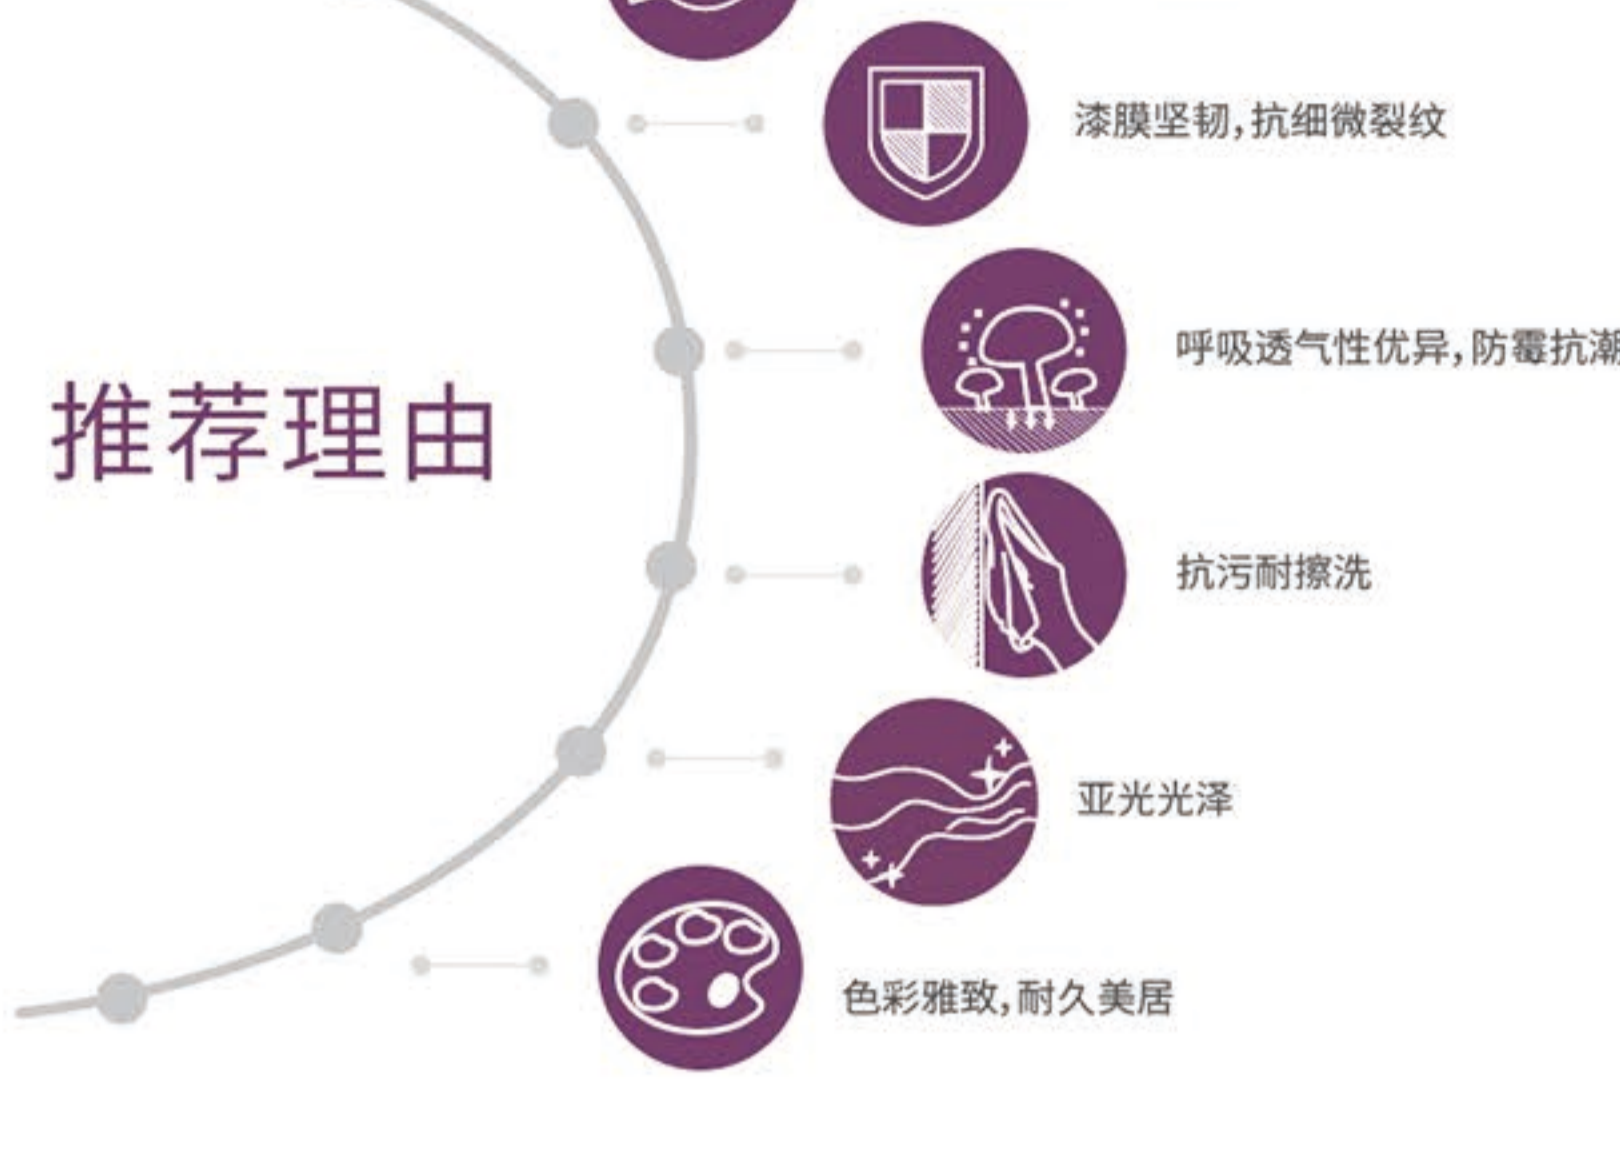 漆膜坚韧,抗细微裂纹
呼吸透气性优异,防霉抗潮
推荐理由
抗污耐擦洗
亚光光泽
色彩雅致,耐久美居